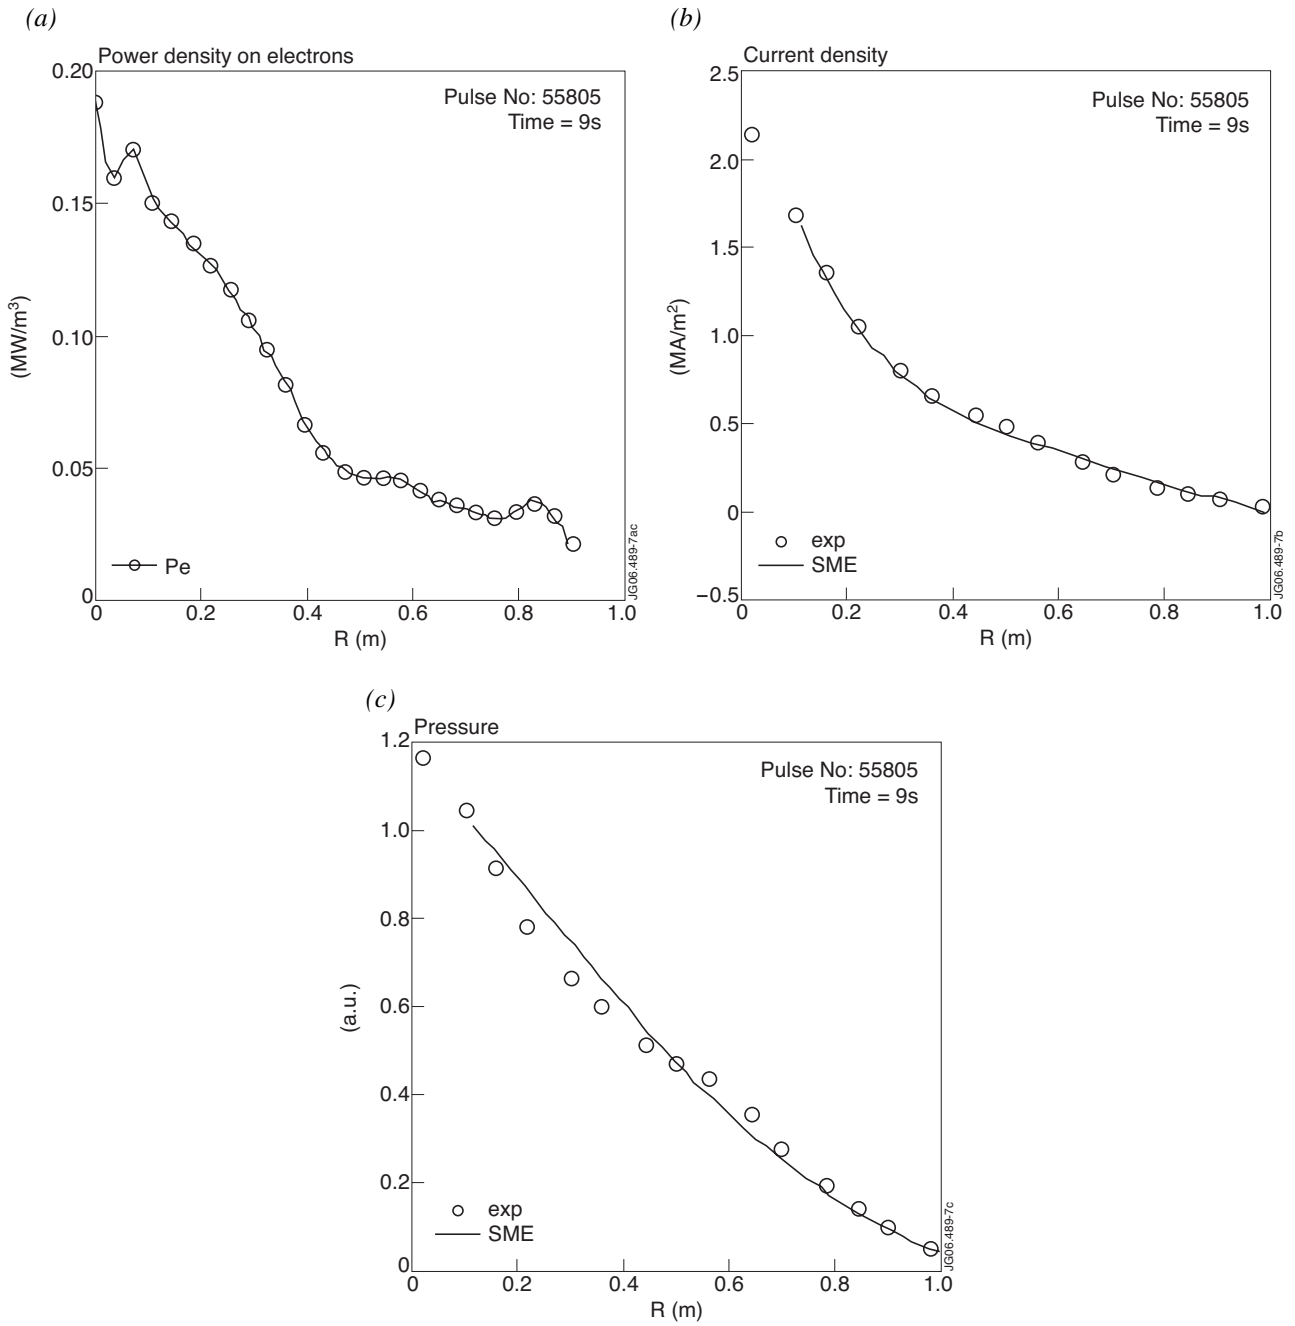 (a)
Power density on electrons
0.20
0.15
0.10
0.05
0
(MW/m³)
Pulse No: 55805
Time = 9s
Pe
JG06.489-7ac
0 0.2 0.4 0.6 0.8 1.0
R (m)
(b)
Current density
2.5
2.0
1.5
1.0
0.5
0
−0.5
(MA/m²)
Pulse No: 55805
Time = 9s
exp
SME
JG06.489-7b
0 0.2 0.4 0.6 0.8 1.0
R (m)
(c)
Pressure
1.2
1.0
0.8
0.6
0.4
0.2
0
(a.u.)
Pulse No: 55805
Time = 9s
exp
SME
JG06.489-7c
0 0.2 0.4 0.6 0.8 1.0
R (m)